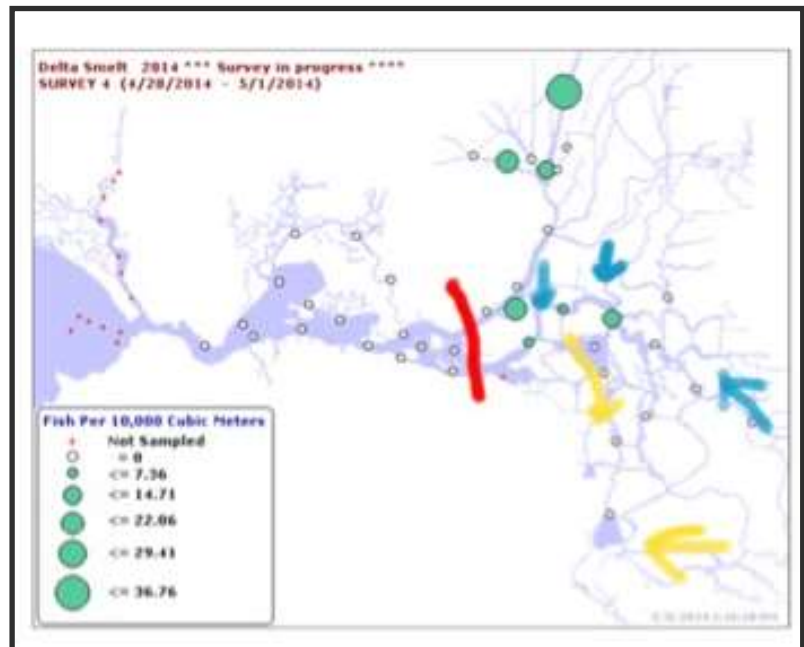 Delta Smelt 2014 *** Survey in progress ****
SURVEY 4 (4/28/2014 - 5/1/2014)
Fish Per 10,000 Cubic Meters
Not Sampled
= 0
<= 7.36
<= 14.71
<= 22.06
<= 29.41
<= 36.76